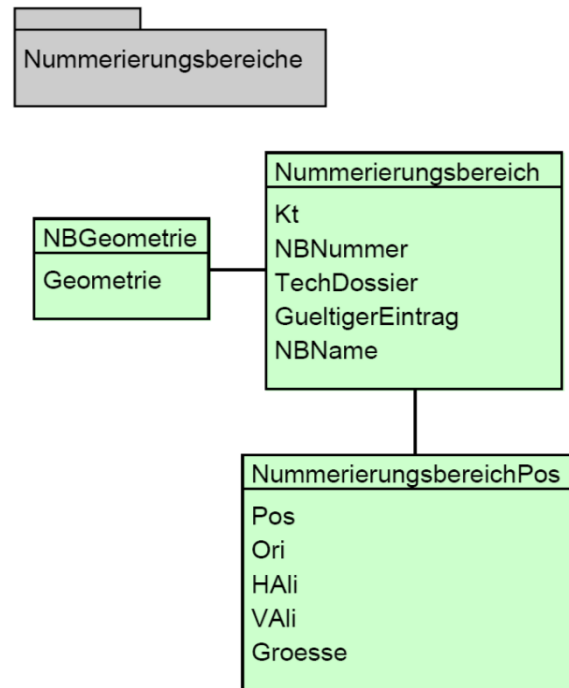 Nummerierungsbereiche
Nummerierungsbereich
Kt
NBNummer
TechDossier
GueltigerEintrag
NBName
NBGeometrie
Geometrie
NummerierungsbereichPos
Pos
Ori
HAli
VAli
Groesse